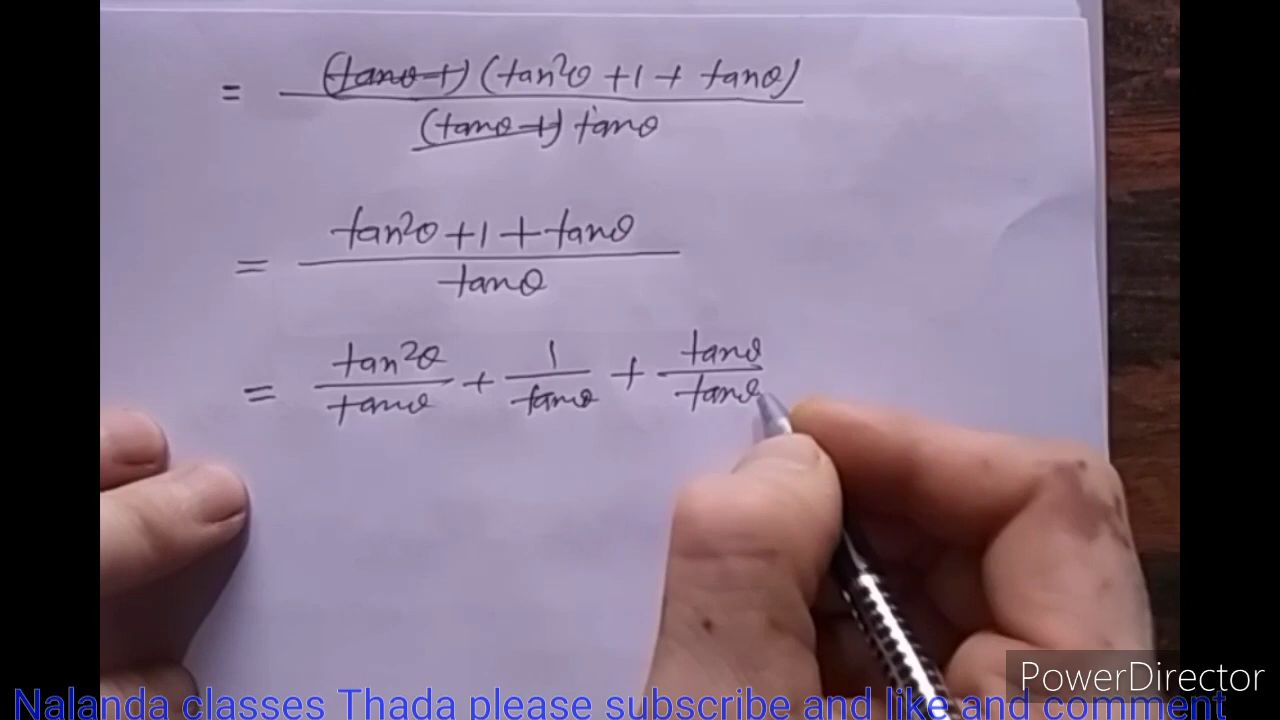 = (tanθ-1) (tan²θ +1 + tanθ) / (tanθ-1) tanθ
= tan²θ +1 + tanθ / tanθ
= tan²θ / tanθ + 1 / tanθ + tanθ / tanθ
PowerDirector
Nalanda classes Thada please subscribe and like and comment